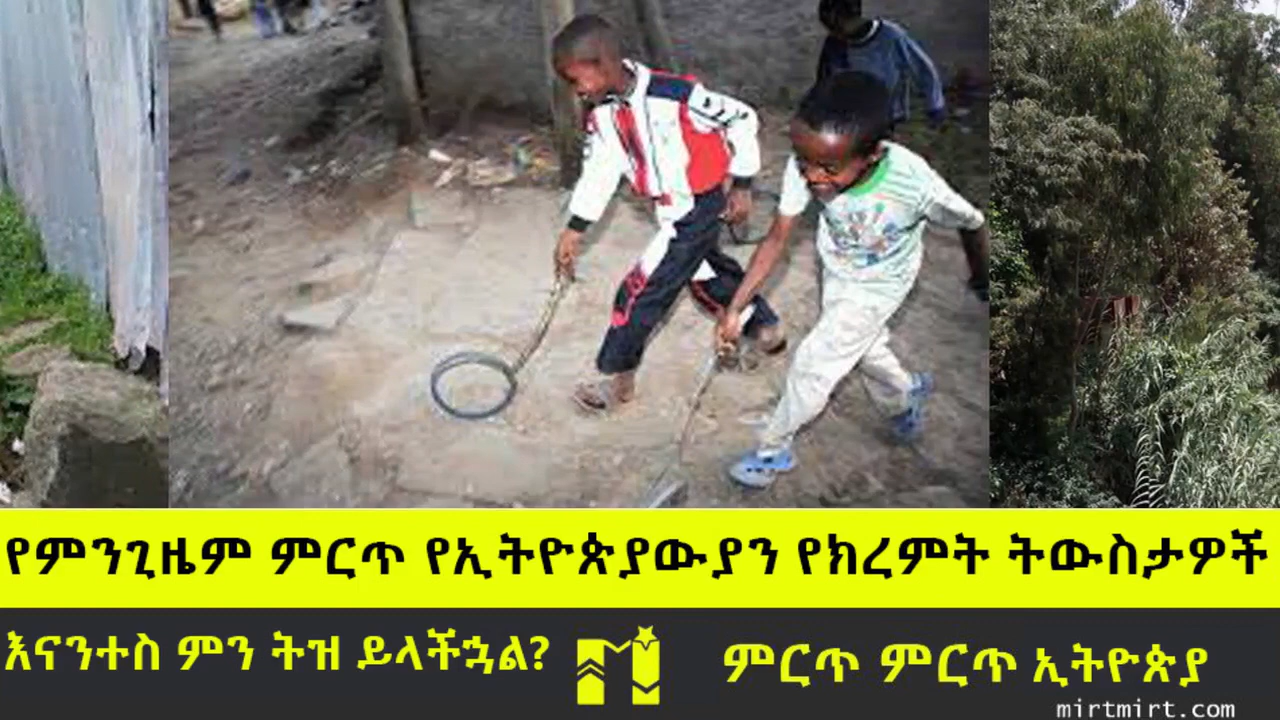 የምንጊዜም ምርጥ የኢትዮጵያውያን የክረምት ትውስታዎች
እናንተስ ምን ትዝ ይላችኋል?
ምርጥ ምርጥ ኢትዮጵያ
mirtmirt.com